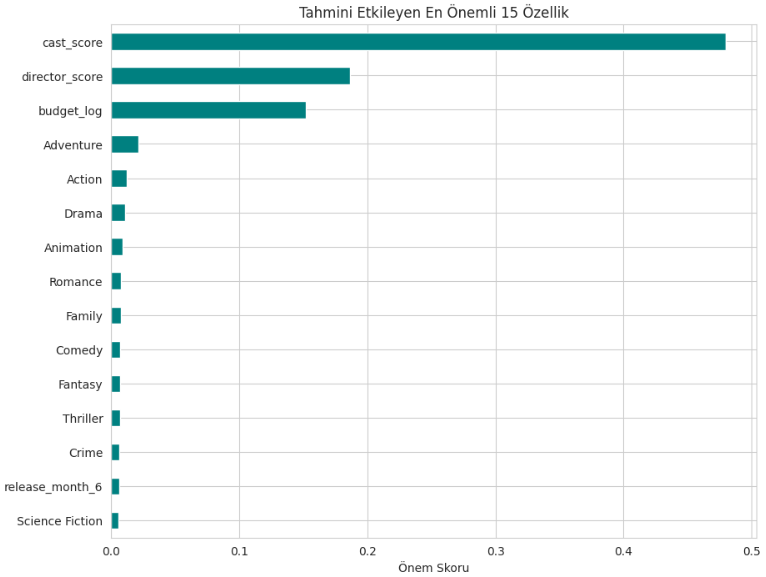 Tahmini Etkileyen En Önemli 15 Özellik
cast_score
director_score
budget_log
Adventure
Action
Drama
Animation
Romance
Family
Comedy
Fantasy
Thriller
Crime
release_month_6
Science Fiction
0.0 0.1 0.2 0.3 0.4 0.5
Önem Skoru